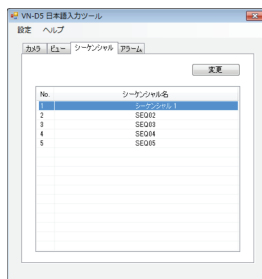 VN-D5 日本語入力ツール
設定 ヘルプ
カメラ ビュー シーケンシャル アラーム
変更
No. シーケンシャル名
1 シーケンシャル 1
2 SEQ02
3 SEQ03
4 SEQ04
5 SEQ05